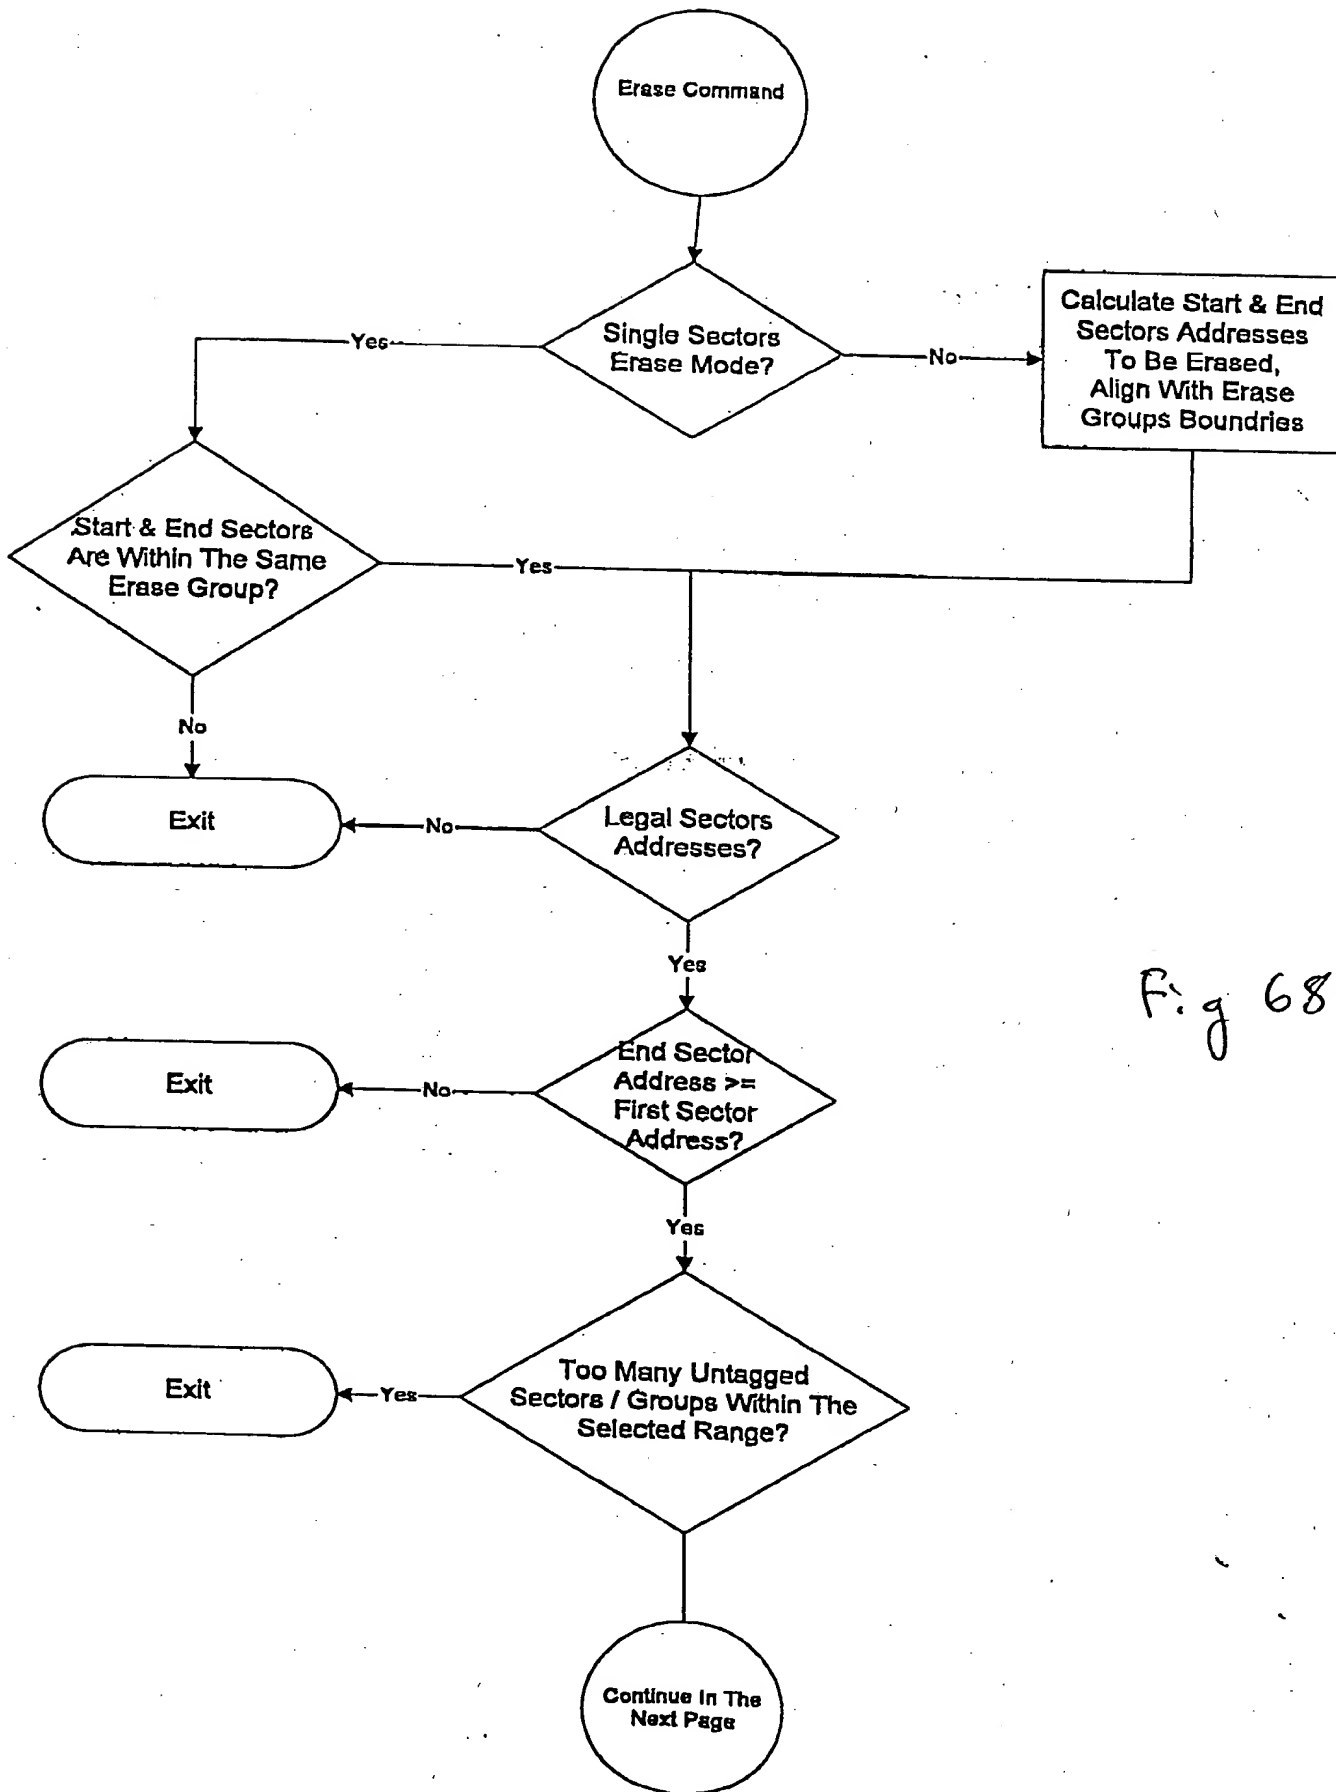 Erase Command
Single Sectors
Erase Mode?
Yes
No
Calculate Start & End
Sectors Addresses
To Be Erased,
Align With Erase
Groups Boundries
Start & End Sectors
Are Within The Same
Erase Group?
Yes
No
Exit
No
Legal Sectors
Addresses?
Yes
Fig 68
Exit
No
End Sector
Address >=
First Sector
Address?
Yes
Exit
Yes
Too Many Untagged
Sectors / Groups Within The
Selected Range?
Continue In The
Next Page